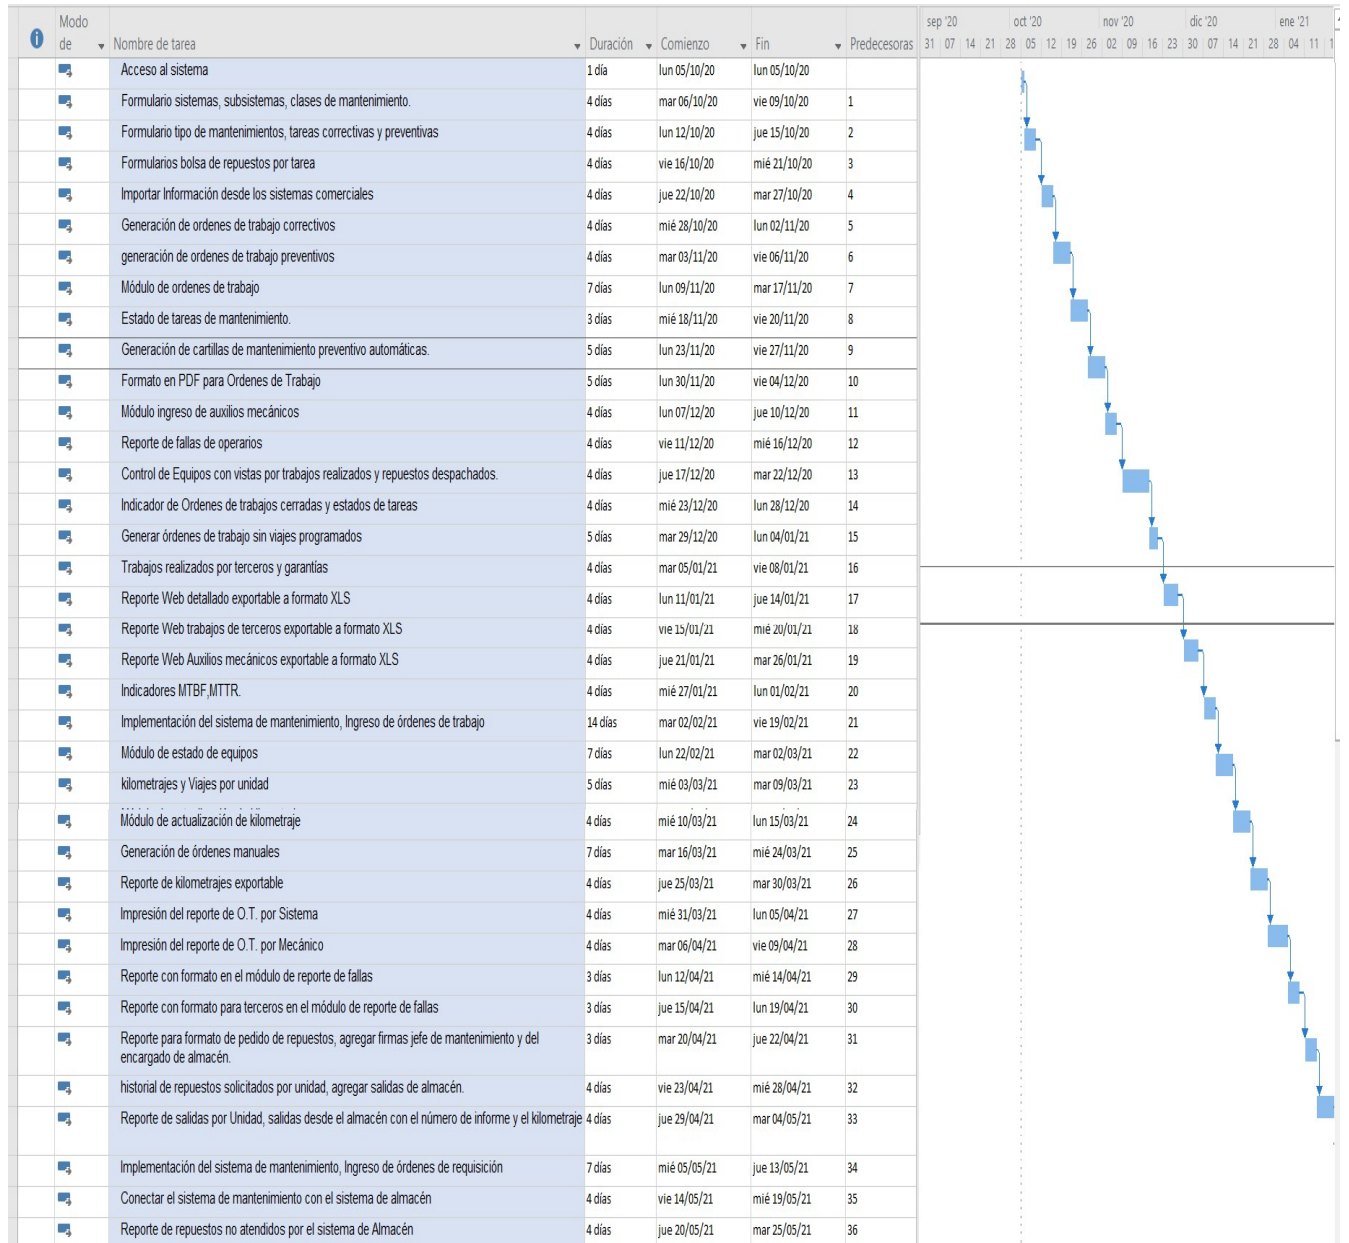 Modo
de Nombre de tarea Duración Comienzo Fin Predecesoras
sep '20 oct '20 nov '20 dic '20 ene '21
31 07 14 21 28 05 12 19 26 02 09 16 23 30 07 14 21 28 04 11
Acceso al sistema 1 día lun 05/10/20 lun 05/10/20
Formulario sistemas, subsistemas, clases de mantenimiento. 4 días mar 06/10/20 vie 09/10/20 1
Formulario tipo de mantenimientos, tareas correctivas y preventivas 4 días lun 12/10/20 jue 15/10/20 2
Formularios bolsa de repuestos por tarea 4 días vie 16/10/20 mié 21/10/20 3
Importar Información desde los sistemas comerciales 4 días jue 22/10/20 mar 27/10/20 4
Generación de ordenes de trabajo correctivos 4 días mié 28/10/20 lun 02/11/20 5
generación de ordenes de trabajo preventivos 4 días mar 03/11/20 vie 06/11/20 6
Módulo de ordenes de trabajo 7 días lun 09/11/20 mar 17/11/20 7
Estado de tareas de mantenimiento. 3 días mié 18/11/20 vie 20/11/20 8
Generación de cartillas de mantenimiento preventivo automáticas. 5 días lun 23/11/20 vie 27/11/20 9
Formato en PDF para Ordenes de Trabajo 5 días lun 30/11/20 vie 04/12/20 10
Módulo ingreso de auxilios mecánicos 4 días lun 07/12/20 jue 10/12/20 11
Reporte de fallas de operarios 4 días vie 11/12/20 mié 16/12/20 12
Control de Equipos con vistas por trabajos realizados y repuestos despachados. 4 días jue 17/12/20 mar 22/12/20 13
Indicador de Ordenes de trabajos cerradas y estados de tareas 4 días mié 23/12/20 lun 28/12/20 14
Generar órdenes de trabajo sin viajes programados 5 días mar 29/12/20 lun 04/01/21 15
Trabajos realizados por terceros y garantías 4 días mar 05/01/21 vie 08/01/21 16
Reporte Web detallado exportable a formato XLS 4 días lun 11/01/21 jue 14/01/21 17
Reporte Web trabajos de terceros exportable a formato XLS 4 días vie 15/01/21 mié 20/01/21 18
Reporte Web Auxilios mecánicos exportable a formato XLS 4 días jue 21/01/21 mar 26/01/21 19
Indicadores MTBF,MTTR. 4 días mié 27/01/21 lun 01/02/21 20
Implementación del sistema de mantenimiento, Ingreso de órdenes de trabajo 14 días mar 02/02/21 vie 19/02/21 21
Módulo de estado de equipos 7 días lun 22/02/21 mar 02/03/21 22
kilometrajes y Viajes por unidad 5 días mié 03/03/21 mar 09/03/21 23
Módulo de actualización de kilometraje 4 días mié 10/03/21 lun 15/03/21 24
Generación de órdenes manuales 7 días mar 16/03/21 mié 24/03/21 25
Reporte de kilometrajes exportable 4 días jue 25/03/21 mar 30/03/21 26
Impresión del reporte de O.T. por Sistema 4 días mié 31/03/21 lun 05/04/21 27
Impresión del reporte de O.T. por Mecánico 4 días mar 06/04/21 vie 09/04/21 28
Reporte con formato en el módulo de reporte de fallas 3 días lun 12/04/21 mié 14/04/21 29
Reporte con formato para terceros en el módulo de reporte de fallas 3 días jue 15/04/21 lun 19/04/21 30
Reporte para formato de pedido de repuestos, agregar firmas jefe de mantenimiento y del 3 días mar 20/04/21 jue 22/04/21 31
encargado de almacén.
historial de repuestos solicitados por unidad, agregar salidas de almacén. 4 días vie 23/04/21 mié 28/04/21 32
Reporte de salidas por Unidad, salidas desde el almacén con el número de informe y el kilometraje 4 días jue 29/04/21 mar 04/05/21 33
Implementación del sistema de mantenimiento, Ingreso de órdenes de requisición 7 días mié 05/05/21 jue 13/05/21 34
Conectar el sistema de mantenimiento con el sistema de almacén 4 días vie 14/05/21 mié 19/05/21 35
Reporte de repuestos no atendidos por el sistema de Almacén 4 días jue 20/05/21 mar 25/05/21 36